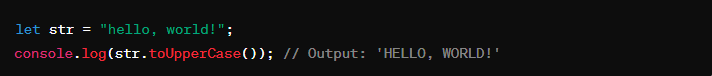 let str = "hello, world!";
console.log(str.toUpperCase()); // Output: 'HELLO, WORLD!'